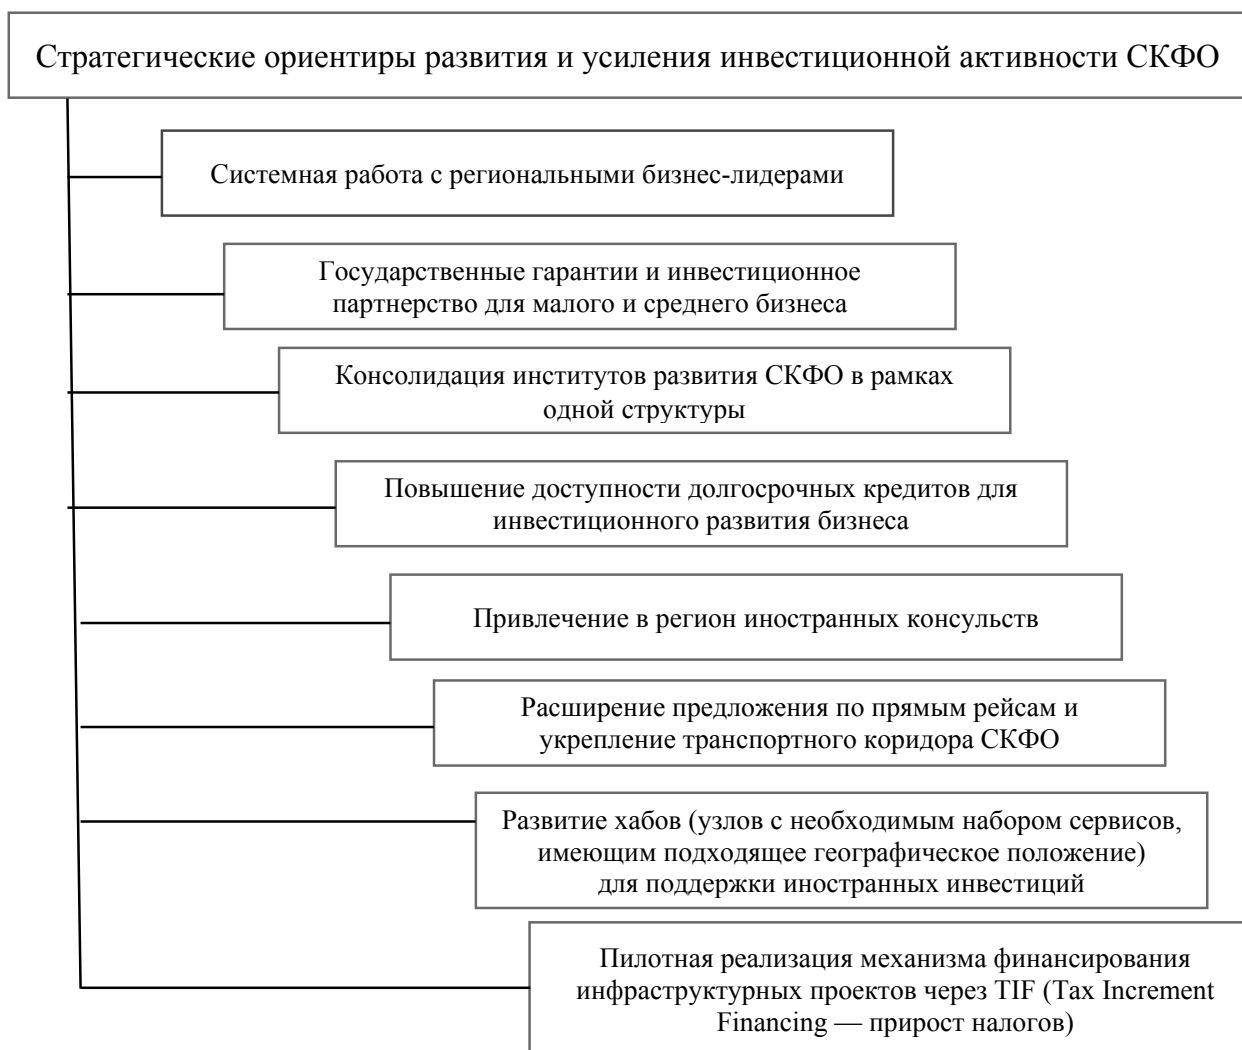 Стратегические ориентиры развития и усиления инвестиционной активности СКФО
Системная работа с региональными бизнес-лидерами
Государственные гарантии и инвестиционное
партнерство для малого и среднего бизнеса
Консолидация институтов развития СКФО в рамках
одной структуры
Повышение доступности долгосрочных кредитов для
инвестиционного развития бизнеса
Привлечение в регион иностранных консульств
Расширение предложения по прямым рейсам и
укрепление транспортного коридора СКФО
Развитие хабов (узлов с необходимым набором сервисов,
имеющим подходящее географическое положение)
для поддержки иностранных инвестиций
Пилотная реализация механизма финансирования
инфраструктурных проектов через TIF (Tax Increment
Financing — прирост налогов)